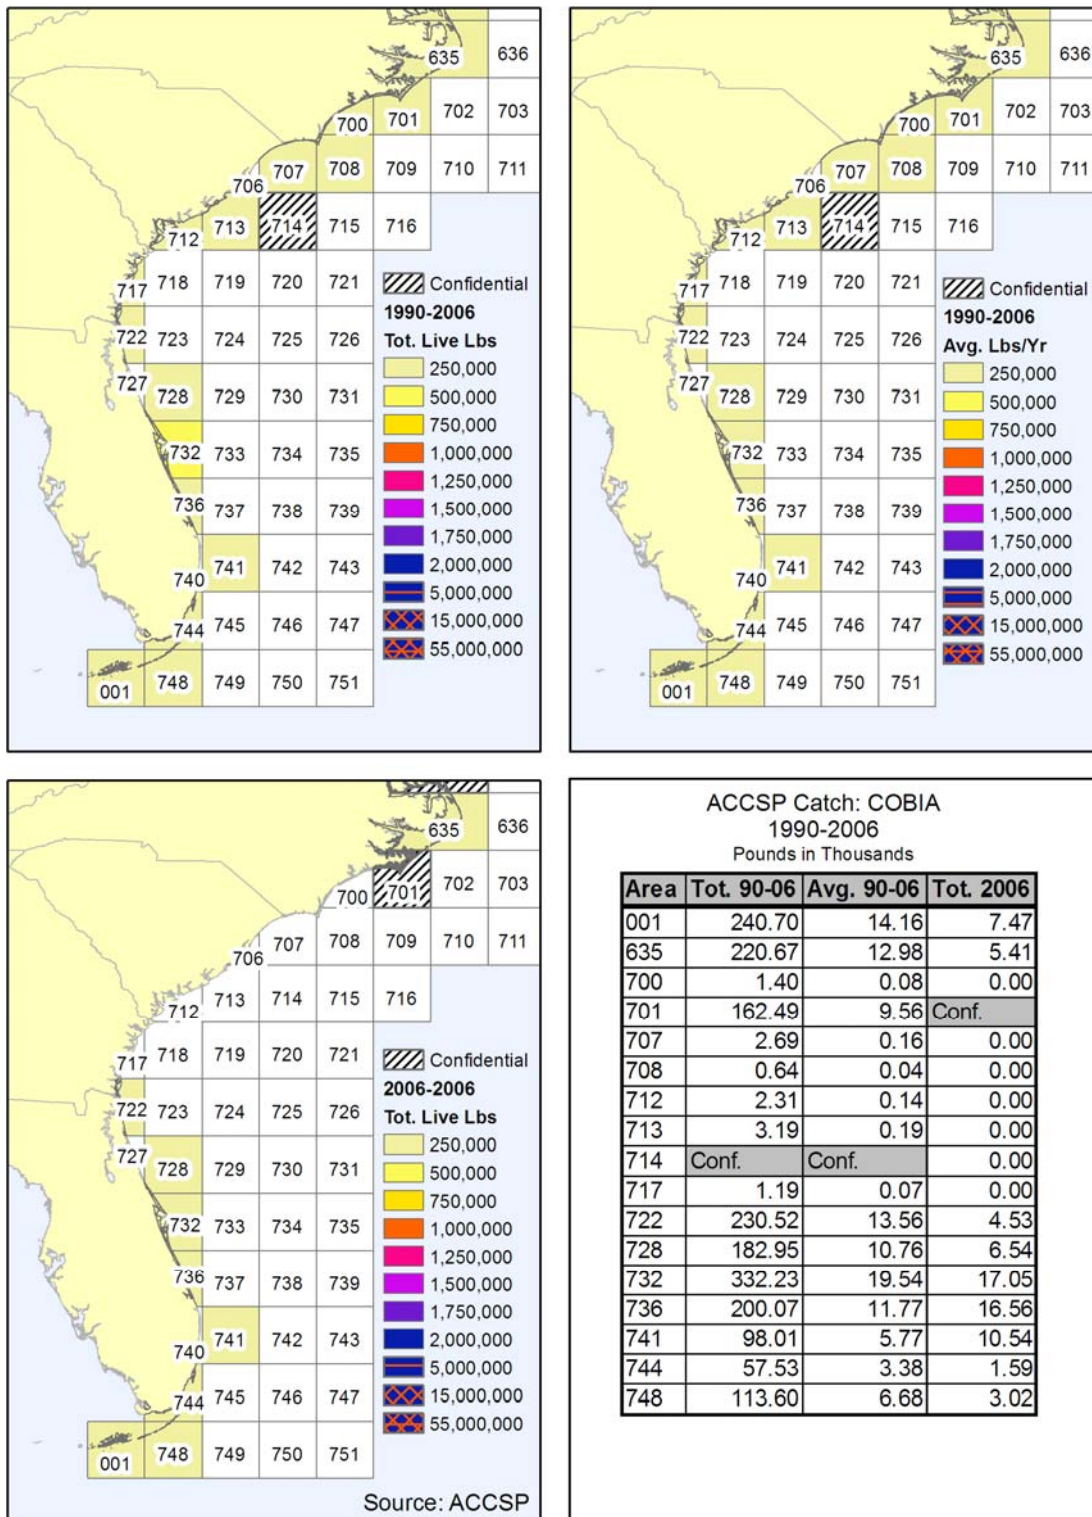 635 636
700 701 702 703
706 707 708 709 710 711
712 713 714 715 716
717 718 719 720 721
722 723 724 725 726
727 728 729 730 731
732 733 734 735
736 737 738 739
740 741 742 743
744 745 746 747
001 748 749 750 751
Confidential
1990-2006
Tot. Live Lbs
250,000
500,000
750,000
1,000,000
1,250,000
1,500,000
1,750,000
2,000,000
5,000,000
15,000,000
55,000,000
635 636
700 701 702 703
706 707 708 709 710 711
712 713 714 715 716
717 718 719 720 721
722 723 724 725 726
727 728 729 730 731
732 733 734 735
736 737 738 739
740 741 742 743
744 745 746 747
001 748 749 750 751
Confidential
1990-2006
Avg. Lbs/Yr
250,000
500,000
750,000
1,000,000
1,250,000
1,500,000
1,750,000
2,000,000
5,000,000
15,000,000
55,000,000
635 636
700 701 702 703
706 707 708 709 710 711
712 713 714 715 716
717 718 719 720 721
722 723 724 725 726
727 728 729 730 731
732 733 734 735
736 737 738 739
740 741 742 743
744 745 746 747
001 748 749 750 751
Confidential
2006-2006
Tot. Live Lbs
250,000
500,000
750,000
1,000,000
1,250,000
1,500,000
1,750,000
2,000,000
5,000,000
15,000,000
55,000,000
Source: ACCSP
ACCSP Catch: COBIA
1990-2006
Pounds in Thousands
Area Tot. 90-06 Avg. 90-06 Tot. 2006
001 240.70 14.16 7.47
635 220.67 12.98 5.41
700 1.40 0.08 0.00
701 162.49 9.56 Conf.
707 2.69 0.16 0.00
708 0.64 0.04 0.00
712 2.31 0.14 0.00
713 3.19 0.19 0.00
714 Conf. Conf. 0.00
717 1.19 0.07 0.00
722 230.52 13.56 4.53
728 182.95 10.76 6.54
732 332.23 19.54 17.05
736 200.07 11.77 16.56
741 98.01 5.77 10.54
744 57.53 3.38 1.59
748 113.60 6.68 3.02